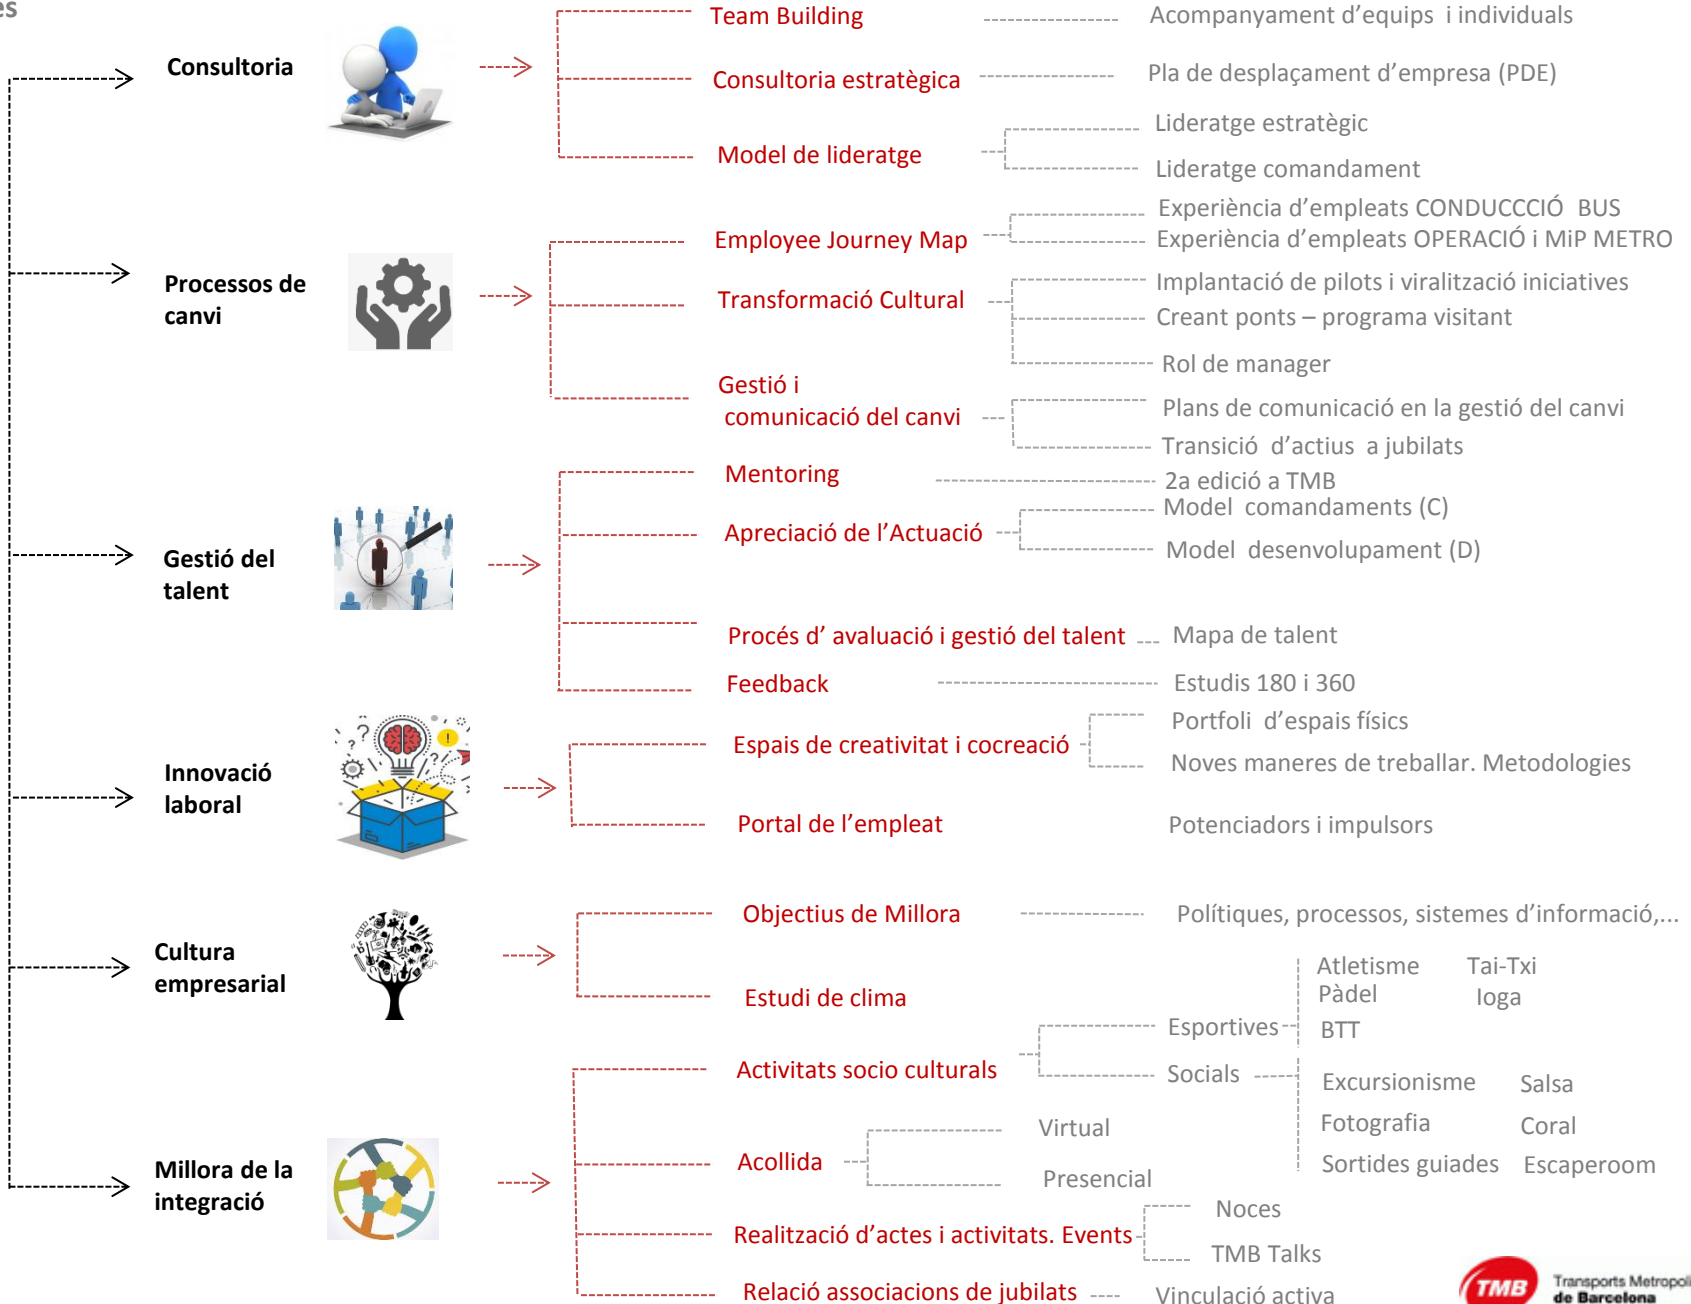 es
Team Building
Acompanyament d’equips i individuals
Consultoria
Consultoria estratègica
Pla de desplaçament d’empresa (PDE)
Model de lideratge
Lideratge estratègic
Lideratge comandament
Processos de
canvi
Employee Journey Map
Experiència d’empleats CONDUCCCIÓ BUS
Experiència d’empleats OPERACIÓ i MiP METRO
Transformació Cultural
Implantació de pilots i viralització iniciatives
Creant ponts – programa visitant
Rol de manager
Gestió i
comunicació del canvi
Plans de comunicació en la gestió del canvi
Transició d’actius a jubilats
Gestió del
talent
Mentoring
2a edició a TMB
Apreciació de l’Actuació
Model comandaments (C)
Model desenvolupament (D)
Procés d’ avaluació i gestió del talent
Mapa de talent
Feedback
Estudis 180 i 360
Innovació
laboral
Espais de creativitat i cocreació
Portfoli d’espais físics
Noves maneres de treballar. Metodologies
Portal de l’empleat
Potenciadors i impulsors
Cultura
empresarial
Objectius de Millora
Polítiques, processos, sistemes d’informació,...
Estudi de clima
Millora de la
integració
Activitats socio culturals
Esportives
Atletisme Tai-Txi
Pàdel Ioga
BTT
Socials
Excursionisme Salsa
Fotografia Coral
Sortides guiades Escaperoom
Acollida
Virtual
Presencial
Realització d’actes i activitats. Events
Noces
TMB Talks
Relació associacions de jubilats
Vinculació activa
TMB
Transports Metropoli
de Barcelona